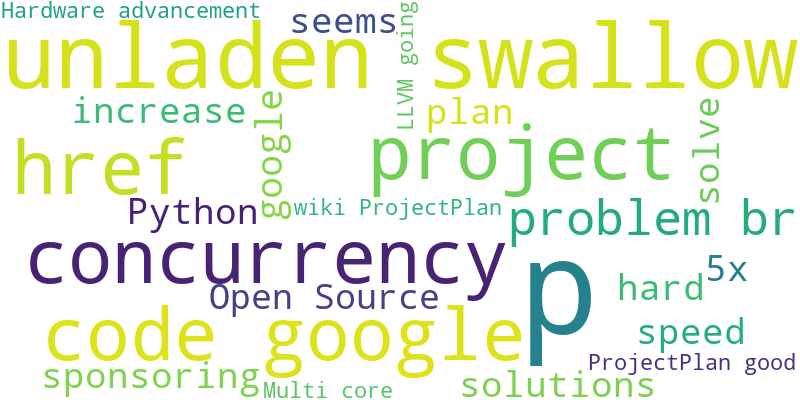 Hardware advancement
seems
LLVM going
unladen swallow
increase
google
plan
solve
href
project
Python
wiki ProjectPlan
problem br
concurrency
p
5x
Open Source
hard
code google
speed
ProjectPlan good
sponsoring
Multi core
solutions